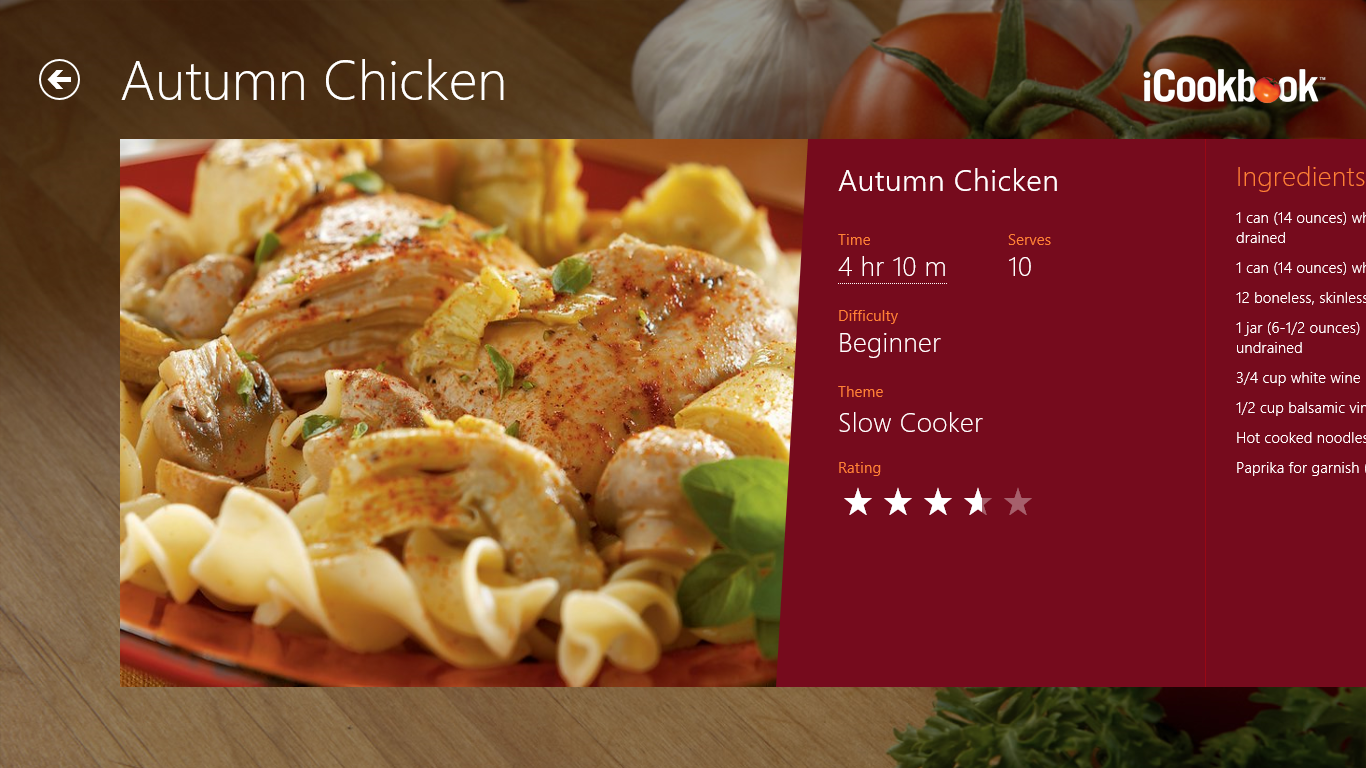 Autumn Chicken
iCookbook™
Autumn Chicken
Time
4 hr 10 m
Serves
10
Difficulty
Beginner
Theme
Slow Cooker
Rating
Ingredients
1 can (14 ounces)
drained
1 can (14 ounces)
12 boneless, skinless
1 jar (6-1/2 ounces)
undrained
3/4 cup white wine
1/2 cup balsamic
Hot cooked noodles
Paprika for garnish